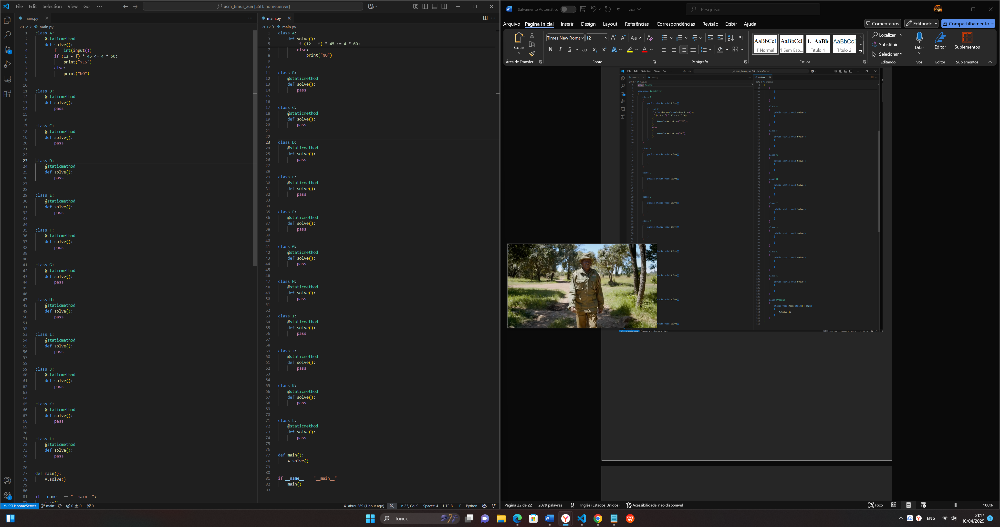 File Edit Selection View Go ··· acm_timus_zua [SSH: homeServer]
main.py
2012 > main.py
1 class A:
2 @staticmethod
3 def solve():
4 f = int(input())
5 if (12 - f) * 45 <= 4 * 60:
6 print("YES")
7 else:
8 print("NO")
9
10
11 class B:
12 @staticmethod
13 def solve():
14 pass
15
16
17 class C:
18 @staticmethod
19 def solve():
20 pass
21
22
23 class D:
24 @staticmethod
25 def solve():
26 pass
27
28
29 class E:
30 @staticmethod
31 def solve():
32 pass
33
34
35 class F:
36 @staticmethod
37 def solve():
38 pass
39
40
41 class G:
42 @staticmethod
43 def solve():
44 pass
45
46
47 class H:
48 @staticmethod
49 def solve():
50 pass
51
52
53 class I:
54 @staticmethod
55 def solve():
56 pass
57
58
59 class J:
60 @staticmethod
61 def solve():
62 pass
63
64
65 class K:
66 @staticmethod
67 def solve():
68 pass
69
70
71 class L:
72 @staticmethod
73 def solve():
74 pass
75
76
77 def main():
78 A.solve()
79
80
81 if __name__ == "__main__":
82 main()
main.py
2012 > main.py
1 class A:
3 def solve():
5 if (12 - f) * 45 <= 4 * 60:
7 else:
8 print("NO")
9
10
11 class B:
12 @staticmethod
13 def solve():
14 pass
15
16
17 class C:
18 @staticmethod
19 def solve():
20 pass
21
22
23 class D:
24 @staticmethod
25 def solve():
26 pass
27
28
29 class E:
30 @staticmethod
31 def solve():
32 pass
33
34
35 class F:
36 @staticmethod
37 def solve():
38 pass
39
40
41 class G:
42 @staticmethod
43 def solve():
44 pass
45
46
47 class H:
48 @staticmethod
49 def solve():
50 pass
51
52
53 class I:
54 @staticmethod
55 def solve():
56 pass
57
58
59 class J:
60 @staticmethod
61 def solve():
62 pass
63
64
65 class K:
66 @staticmethod
67 def solve():
68 pass
69
70
71 class L:
72 @staticmethod
73 def solve():
74 pass
75
76
77 def main():
78 A.solve()
79
80
81 if __name__ == "__main__":
82 main()
83
SSH: homeServer main* 0 0 0 abreu369 (1 hour ago) Ln 23, Col 9 Spaces: 4 UTF-8 LF Python
Salvamento Automático zua Pesquisar
Arquivo Página Inicial Inserir Design Layout Referências Correspondências Revisão Exibir Ajuda Comentários Editando Compartilhamento
Colar
Área de Transfer...
Times New Roma 12
N I S ab x₂ x² A A
Fonte
Parágrafo
AaBbCcI AaBbCcI 1. AaBb AaBbCcI
¶ Normal ¶ Sem Esp... Título 1 Título 2
Estilos
Localizar
Substituir
Selecionar
Editando
Ditar
Voz
Editor
Editor
Suplementos
Suplementos
File Edit Selection View Go ··· acm_timus_zua [SSH: homeServer]
main.cs main.py
2012 > main.cs
using System;
namespace TaskSolver
{
class A
{
public static void Solve()
{
int f;
f = int.Parse(Console.ReadLine());
if ((12 - f) * 45 <= 4 * 60)
{
Console.WriteLine("YES");
}
else
{
Console.WriteLine("NO");
}
}
}
class B
{
public static void Solve()
{
}
}
class C
{
public static void Solve()
{
}
}
class D
{
public static void Solve()
{
}
}
class E
{
public static void Solve()
{
}
}
tatic void Solve()
tatic void Solve()
tatic void Solve()
tatic void Solve()
main.cs
2012 > main.cs
{
{
{
}
}
class E
{
public static void Solve()
{
}
}
class F
{
public static void Solve()
{
}
}
class G
{
public static void Solve()
{
}
}
class H
{
public static void Solve()
{
}
}
class I
{
public static void Solve()
{
}
}
class J
{
public static void Solve()
{
}
}
class K
{
public static void Solve()
{
}
}
class L
{
public static void Solve()
{
}
}
class Program
{
static void Main(string[] args)
{
A.Solve();
}
}
}
Página 22 de 22 2079 palavras Inglês (Estados Unidos) Acessibilidade: não disponível Foco 100%
Поиск
ENG
21:17
16/04/2025